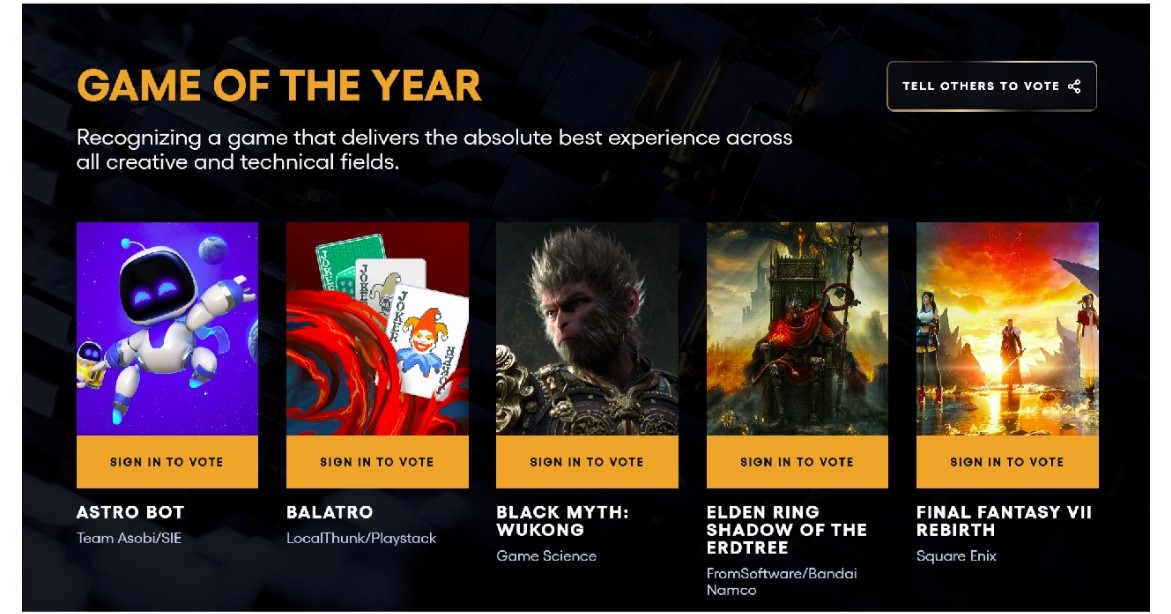 GAME OF THE YEAR
TELL OTHERS TO VOTE
Recognizing a game that delivers the absolute best experience across
all creative and technical fields.
JOKER
JOKER
JOKER
JOKER
SIGN IN TO VOTE
SIGN IN TO VOTE
SIGN IN TO VOTE
SIGN IN TO VOTE
SIGN IN TO VOTE
ASTRO BOT
Team Asobi/SIE
BALATRO
LocalThunk/Playstack
BLACK MYTH:
WUKONG
Game Science
ELDEN RING
SHADOW OF THE
ERDTREE
FromSoftware/Bandai
Namco
FINAL FANTASY VII
REBIRTH
Square Enix